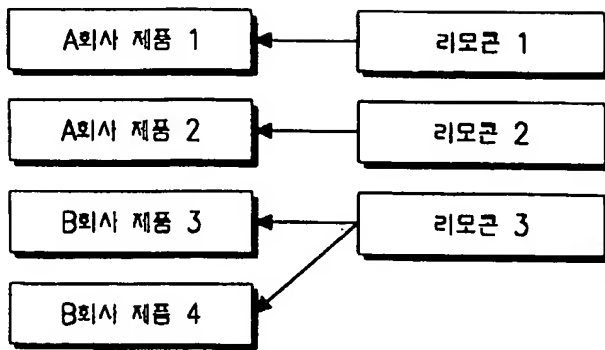 A회사 제품 1
리모콘 1
A회사 제품 2
리모콘 2
B회사 제품 3
리모콘 3
B회사 제품 4